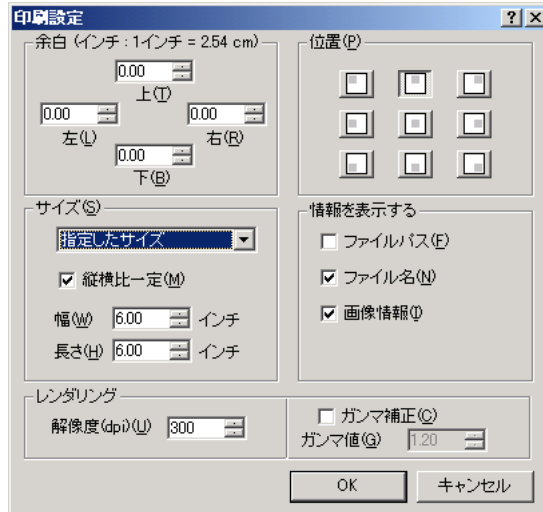 印刷設定
余白 (インチ : 1インチ = 2.54 cm)
0.00
上(T)
0.00
左(L)
0.00
右(R)
0.00
下(B)
位置(P)
サイズ(S)
指定したサイズ
縦横比一定(M)
幅(W) 6.00 インチ
長さ(H) 6.00 インチ
情報を表示する
ファイルパス(F)
ファイル名(N)
画像情報(I)
レンダリング
解像度(dpi)(U) 300
ガンマ補正(C)
ガンマ値(G) 1.20
OK
キャンセル